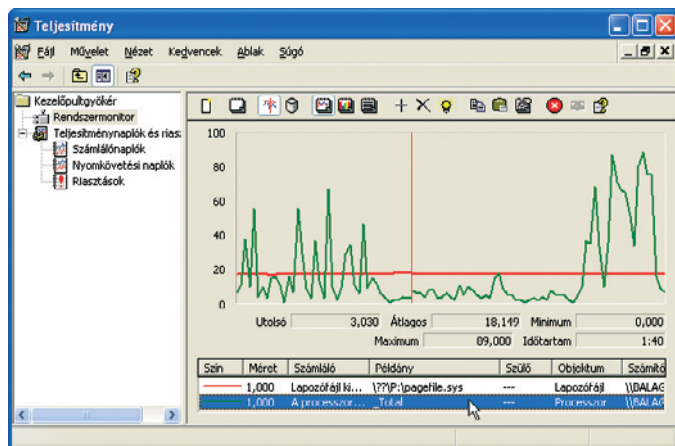 Teljesítmény
Fájl Művelet Nézet Kedvencek Ablak Súgó
Kezelőpultgyökér
Rendszermonitor
Teljesítménynaplók és rias:
Számlálónaplók
Nyomkövetési naplók
Riasztások
100
80
60
40
20
0
Utolsó 3,030 Átlagos 18,149 Minimum 0,000
Maximum 89,000 Időtartam 1:40
Szín Méret Számláló Példány Szülő Objektum Számító
1,000 Lapozófájl ki... \??\P:\pagefile.sys --- Lapozófájl \\BALAG
1,000 A processzor... _Total --- Processzor \\BALAG